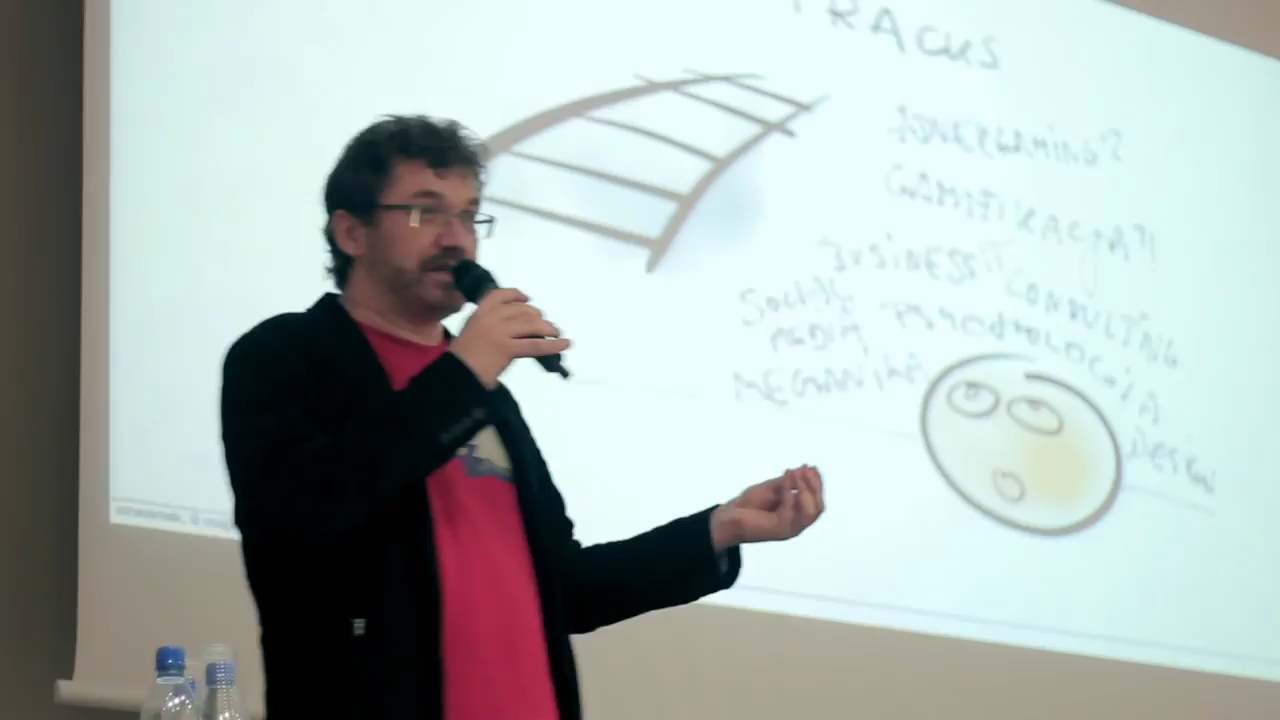 TRACKS
ADVERGAMING?
GAMIFIKACJA?!
BUSINESS CONSULTING
SOCIAL PSYCHOLOGIA
MEDIA
MECHANIKA
DESIGN